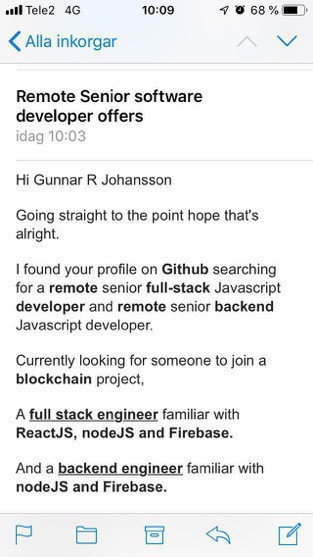 Tele2 4G 10:09 68 %
Alla inkorgar
Remote Senior software
developer offers
idag 10:03
Hi Gunnar R Johansson
Going straight to the point hope that's
alright.
I found your profile on Github searching
for a remote senior full-stack Javascript
developer and remote senior backend
Javascript developer.
Currently looking for someone to join a
blockchain project,
A full stack engineer familiar with
ReactJS, nodeJS and Firebase.
And a backend engineer familiar with
nodeJS and Firebase.